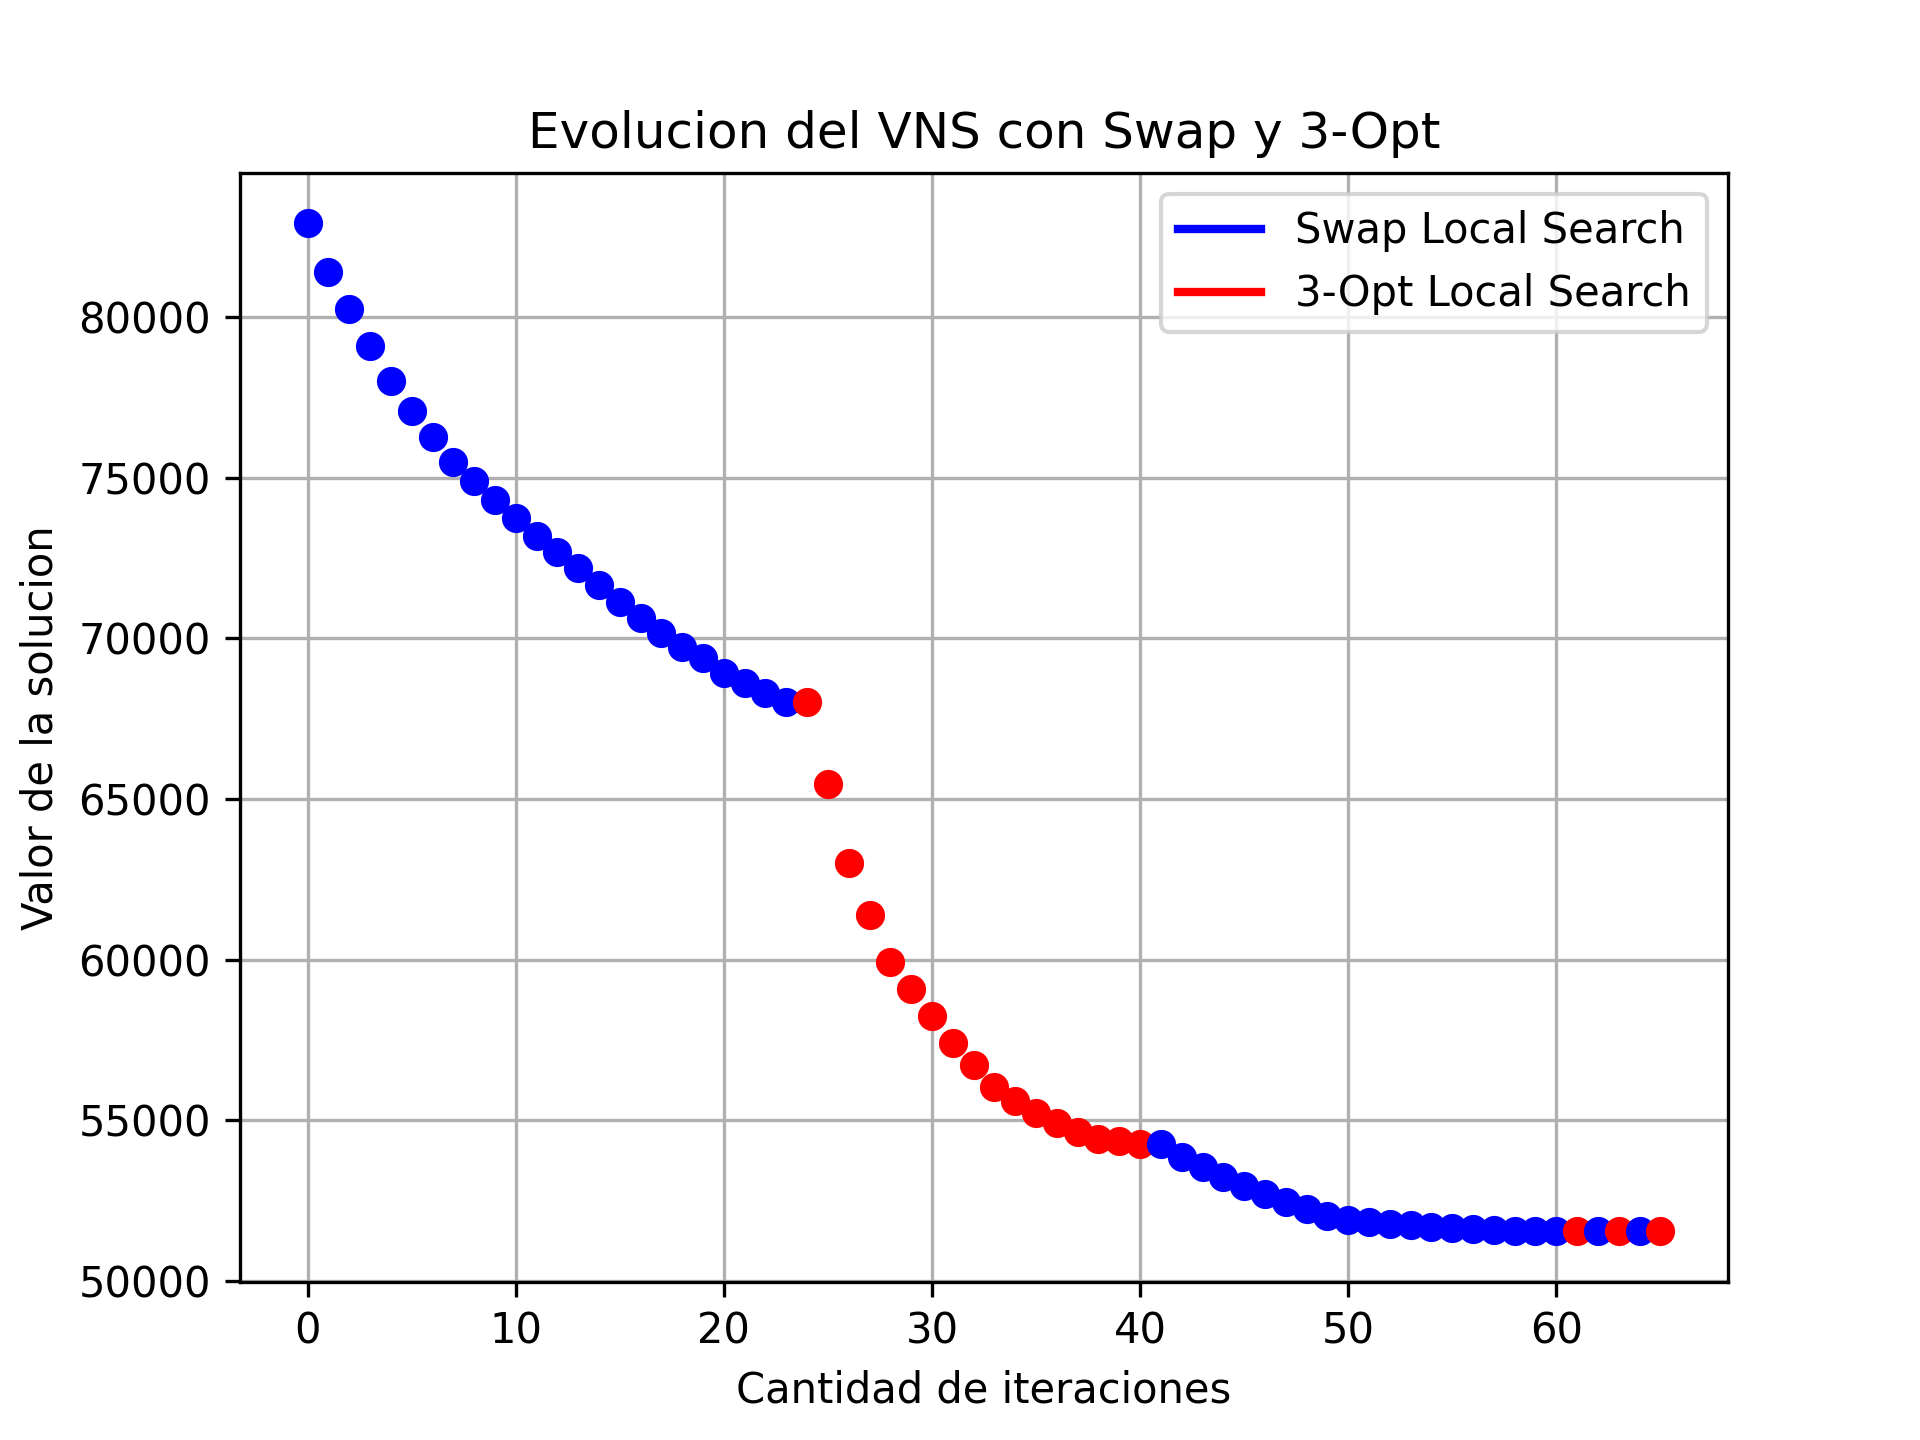 Evolucion del VNS con Swap y 3-Opt
Swap Local Search
3-Opt Local Search
Valor de la solucion
80000
75000
70000
65000
60000
55000
50000
0 10 20 30 40 50 60
Cantidad de iteraciones